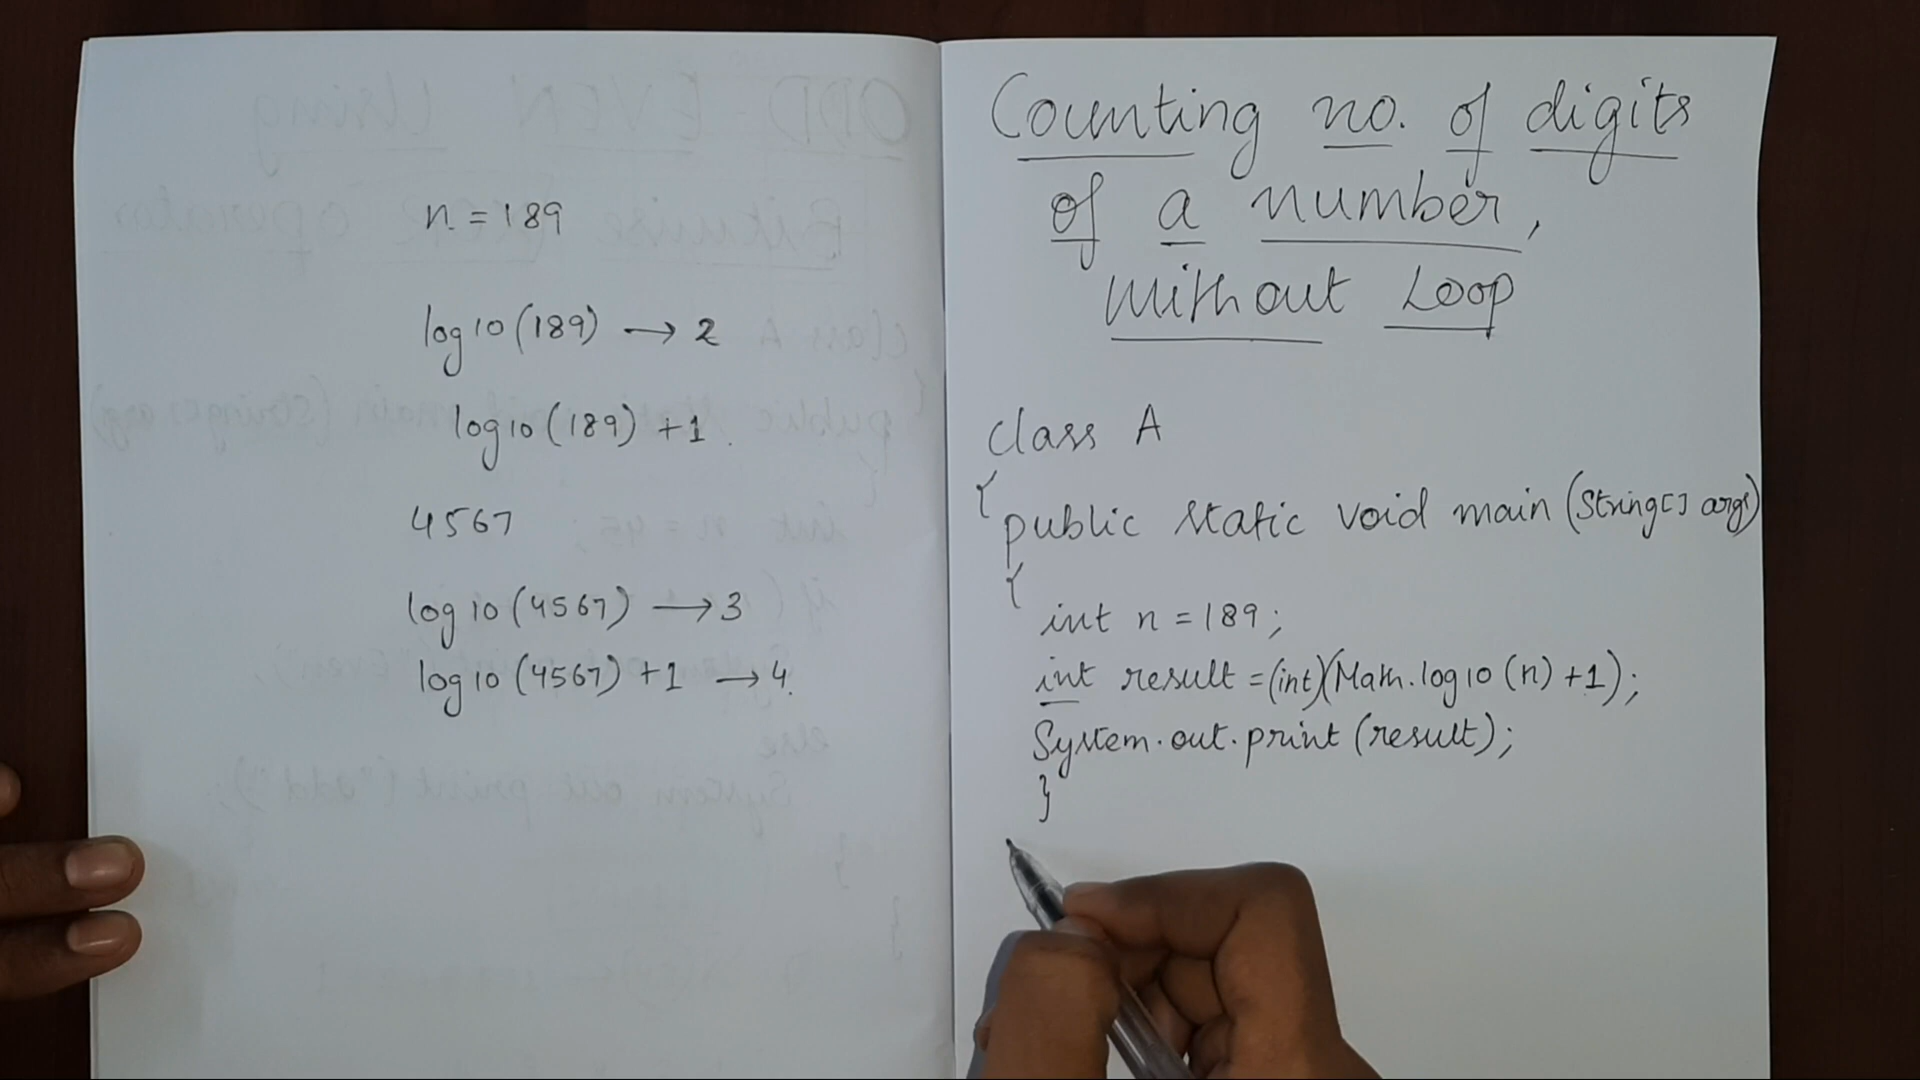 n = 189
log10(189) → 2
log10(189) +1.
4567
log10(4567) → 3
log10(4567) +1 → 4.
Counting no. of digits
of a number,
without Loop
class A
{
public static void main (String[] args)
{
int n = 189;
int result = (int)(Math.log10(n) +1);
System.out.print(result);
}